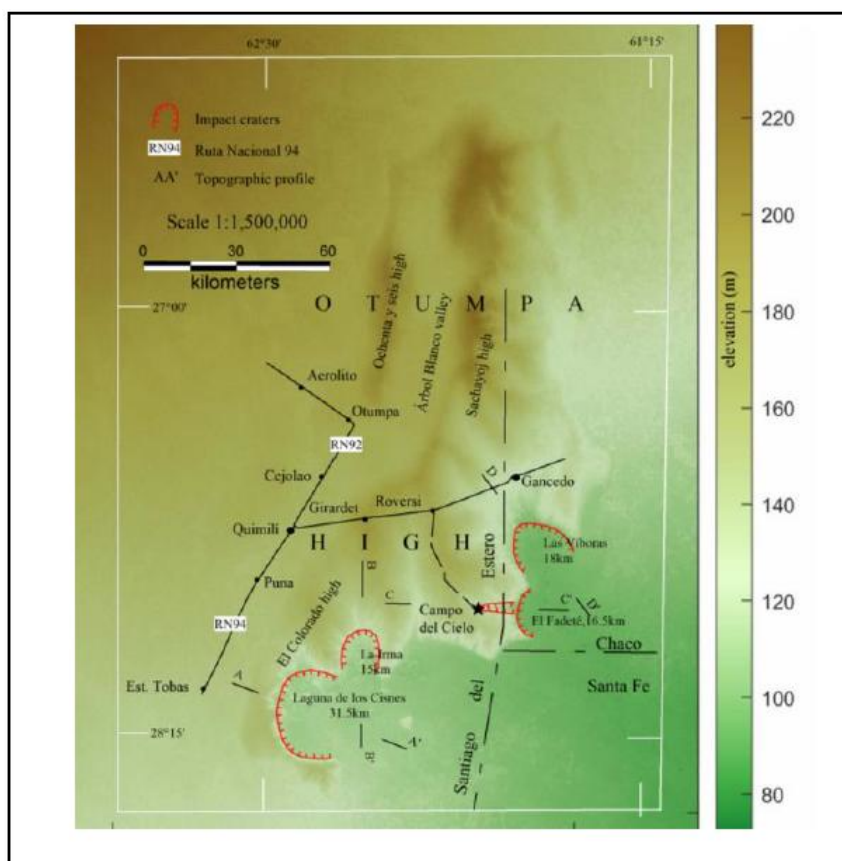 62°30'
61°15'
Impact craters
RN94 Ruta Nacional 94
AA' Topographic profile
Scale 1:1,500,000
0 30 60
kilometers
27°00'
O T U M P A
Ochenta y seis high
Árbol Blanco valley
Sachayoj high
Aerolito
Otumpa
RN92
Cejolao
D
Gancedo
Girardet
Roversi
Quimilí
H I G H
Estero
Las Víboras
18km
B
Puna
C
Campo
del Cielo
C'
D'
El Fadeté,16.5km
RN94
El Colorado high
La Irma
15km
Chaco
Est. Tobas
A
Laguna de los Cisnes
31.5km
Santa Fe
del
28°15'
B'
A'
Santiago
220
200
180
160
140
120
100
80
elevation (m)